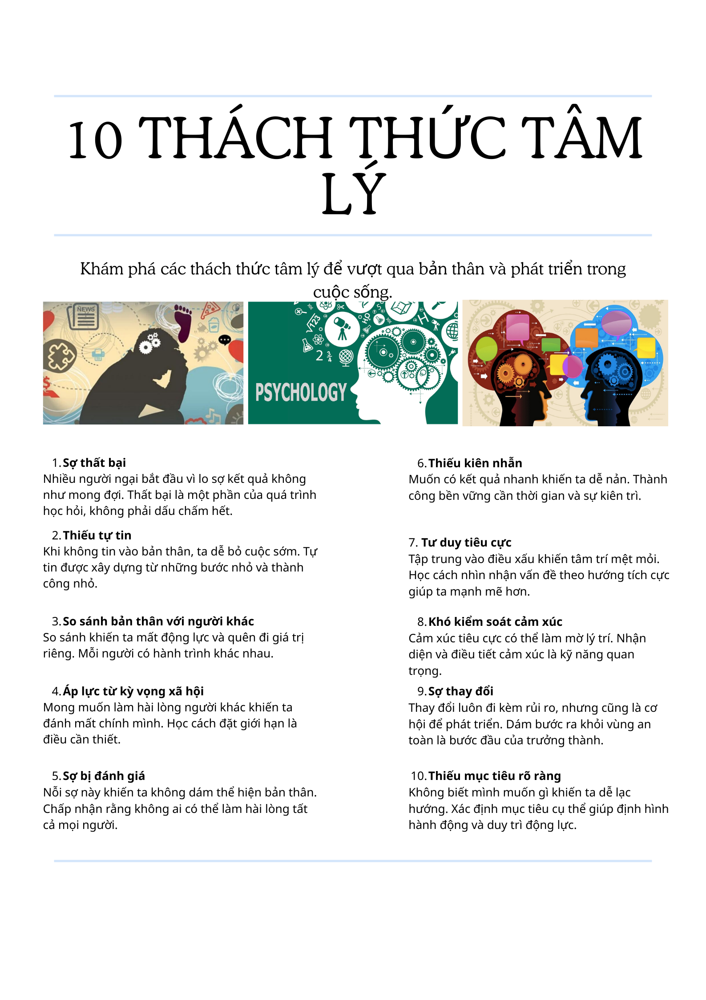 10 THÁCH THỨC TÂM
LÝ
Khám phá các thách thức tâm lý để vượt qua bản thân và phát triển trong
cuộc sống.
NEWS
$
√123
H₂O
5
H
2 3/4
PSYCHOLOGY
1. Sợ thất bại
Nhiều người ngại bắt đầu vì lo sợ kết quả không
như mong đợi. Thất bại là một phần của quá trình
học hỏi, không phải dấu chấm hết.
2. Thiếu tự tin
Khi không tin vào bản thân, ta dễ bỏ cuộc sớm. Tự
tin được xây dựng từ những bước nhỏ và thành
công nhỏ.
3. So sánh bản thân với người khác
So sánh khiến ta mất động lực và quên đi giá trị
riêng. Mỗi người có hành trình khác nhau.
4. Áp lực từ kỳ vọng xã hội
Mong muốn làm hài lòng người khác khiến ta
đánh mất chính mình. Học cách đặt giới hạn là
điều cần thiết.
5. Sợ bị đánh giá
Nỗi sợ này khiến ta không dám thể hiện bản thân.
Chấp nhận rằng không ai có thể làm hài lòng tất
cả mọi người.
6. Thiếu kiên nhẫn
Muốn có kết quả nhanh khiến ta dễ nản. Thành
công bền vững cần thời gian và sự kiên trì.
7. Tư duy tiêu cực
Tập trung vào điều xấu khiến tâm trí mệt mỏi.
Học cách nhìn nhận vấn đề theo hướng tích cực
giúp ta mạnh mẽ hơn.
8. Khó kiểm soát cảm xúc
Cảm xúc tiêu cực có thể làm mờ lý trí. Nhận
diện và điều tiết cảm xúc là kỹ năng quan
trọng.
9. Sợ thay đổi
Thay đổi luôn đi kèm rủi ro, nhưng cũng là cơ
hội để phát triển. Dám bước ra khỏi vùng an
toàn là bước đầu của trưởng thành.
10. Thiếu mục tiêu rõ ràng
Không biết mình muốn gì khiến ta dễ lạc
hướng. Xác định mục tiêu cụ thể giúp định hình
hành động và duy trì động lực.